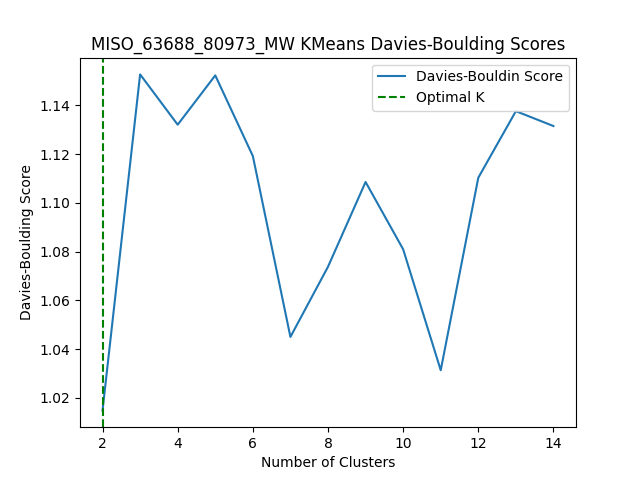 MISO_63688_80973_MW KMeans Davies-Boulding Scores
Davies-Bouldin Score
Optimal K
1.14
1.12
1.10
1.08
1.06
1.04
1.02
Davies-Boulding Score
2 4 6 8 10 12 14
Number of Clusters